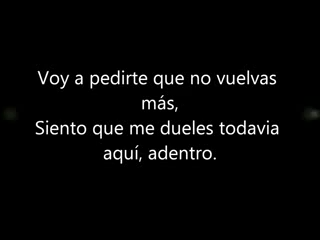 Voy a pedirte que no vuelvas
más,
Siento que me dueles todavia
aquí, adentro.